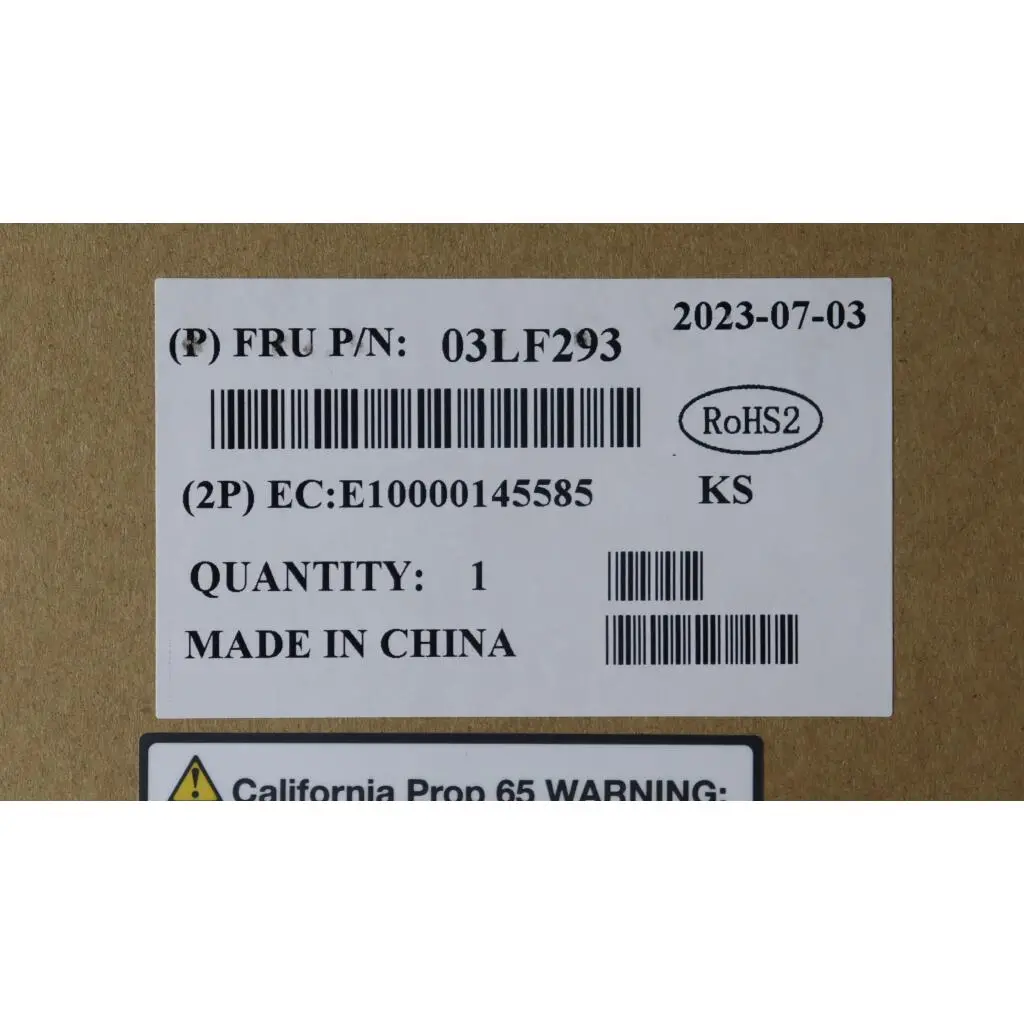 2023-07-03
(P) FRU P/N: 03LF293
RoHS2
(2P) EC:E10000145585 KS
QUANTITY: 1
MADE IN CHINA
California Prop 65 WARNING: